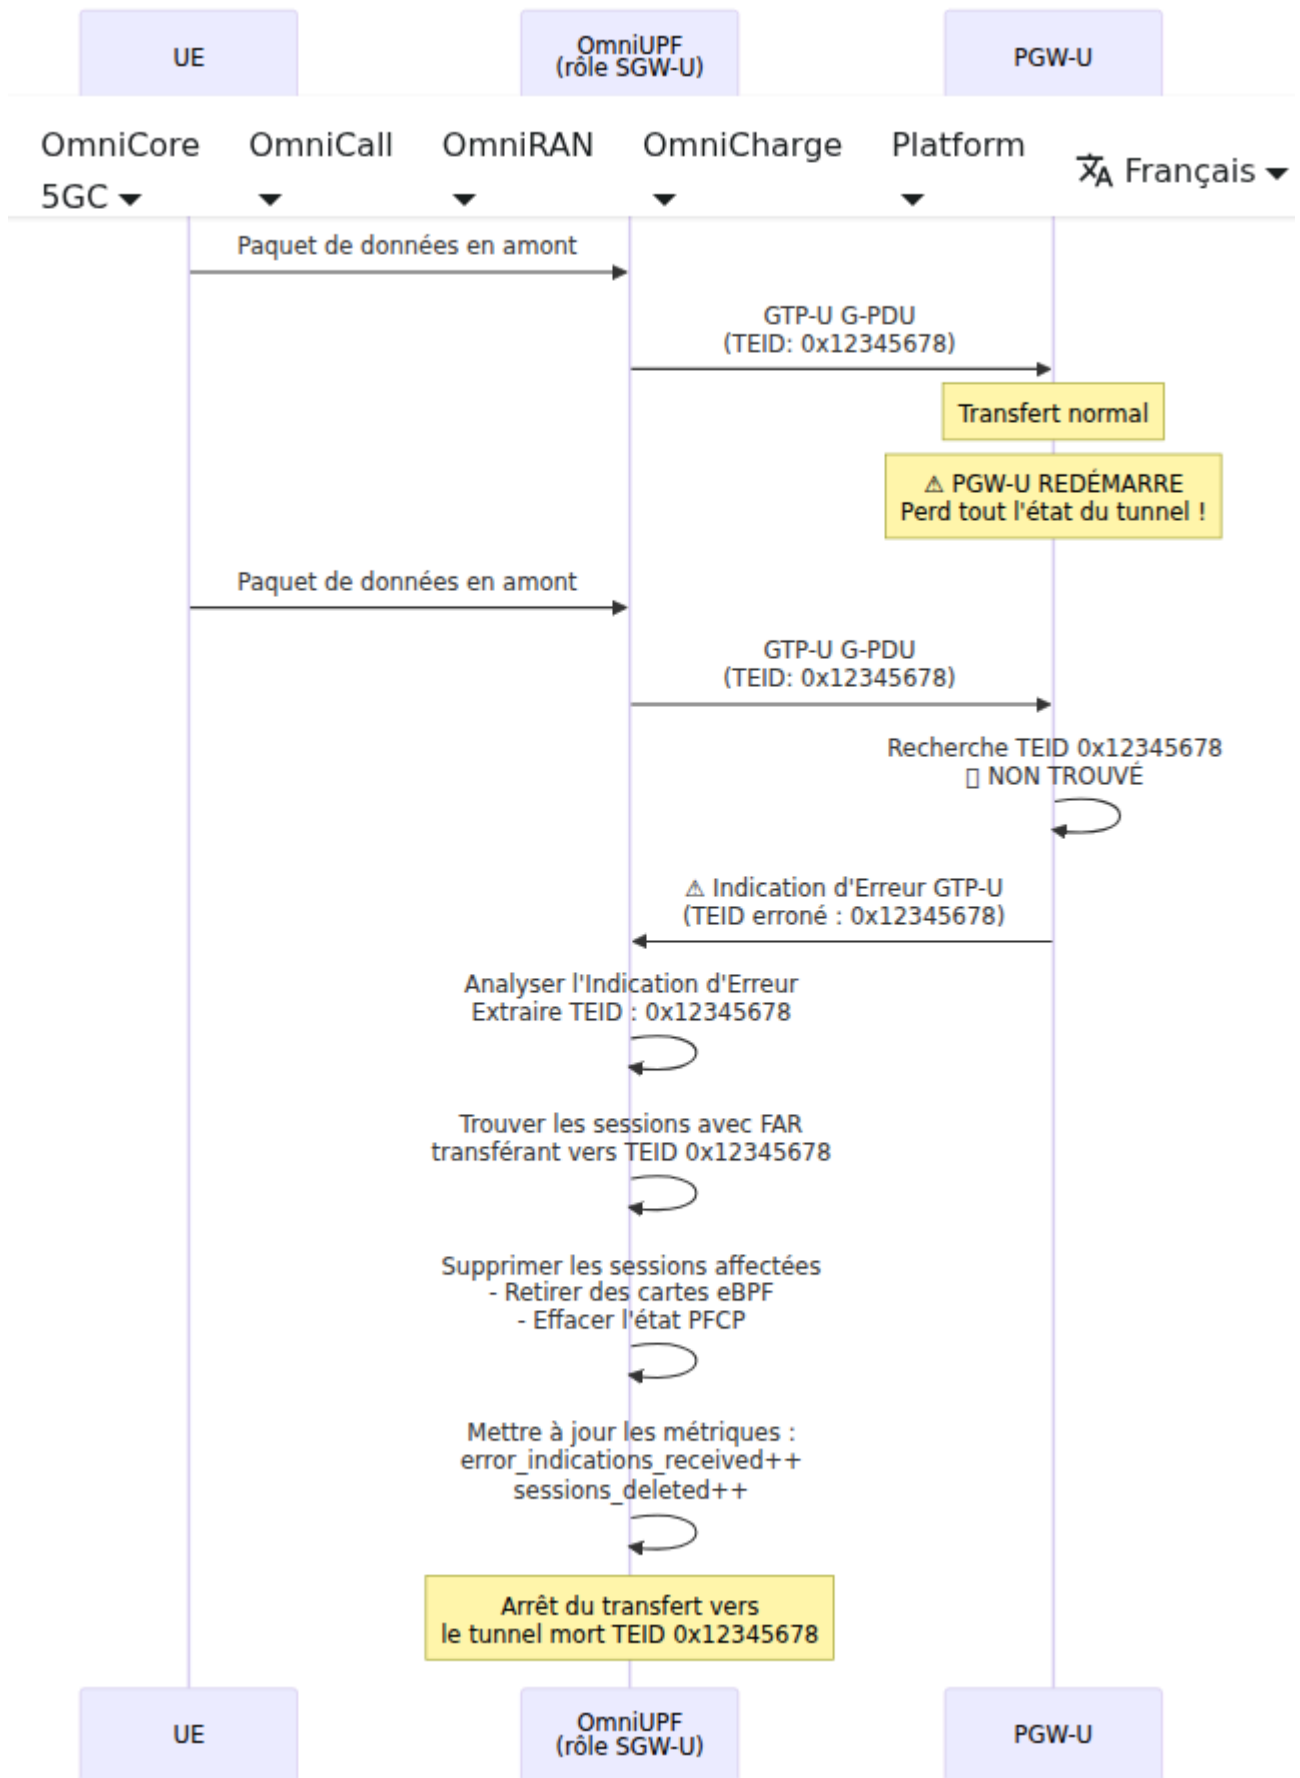 UE
OmniUPF
(rôle SGW-U)
PGW-U
OmniCore
5GC
OmniCall
OmniRAN
OmniCharge
Platform
Français
Paquet de données en amont
GTP-U G-PDU
(TEID: 0x12345678)
Transfert normal
⚠ PGW-U REDÉMARRE
Perd tout l'état du tunnel !
Paquet de données en amont
GTP-U G-PDU
(TEID: 0x12345678)
Recherche TEID 0x12345678
▯ NON TROUVÉ
⚠ Indication d'Erreur GTP-U
(TEID erroné : 0x12345678)
Analyser l'Indication d'Erreur
Extraire TEID : 0x12345678
Trouver les sessions avec FAR
transférant vers TEID 0x12345678
Supprimer les sessions affectées
- Retirer des cartes eBPF
- Effacer l'état PFCP
Mettre à jour les métriques :
error_indications_received++
sessions_deleted++
Arrêt du transfert vers
le tunnel mort TEID 0x12345678
UE
OmniUPF
(rôle SGW-U)
PGW-U